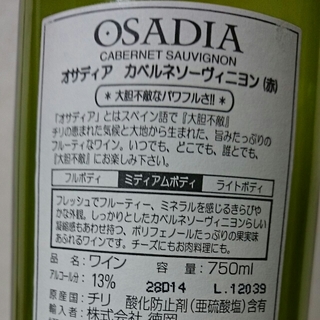 OSADIA
CABERNET SAUVIGNON
オサディア カベルネソーヴィニヨン(赤)
＊大胆不敵なパワフルさ!!＊
『オサディア』とはスペイン語で『大胆不敵』
チリの恵まれた気候と大地から生まれた、旨みたっぷりの
フルーティなワイン。いつでも、どこでも、誰とでも、
『大胆不敵』にお楽しみ下さい。
フルボディ ミディアムボディ ライトボディ
フレッシュでフルーティー、ミネラルを感じるきらびや
かな外観。しっかりとしたカベルネソーヴィニヨンらしい
凝縮感もあわせ持つ、ポリフェノールたっぷりの果実味
あふれるワインです。チーズにもお肉料理にも。
品名：ワイン 容量：750ml
アルコール分：13% 28D14 L.12039
原産国：チリ 酸化防止剤(亜硫酸塩)含有
輸入者：株式会社 徳岡